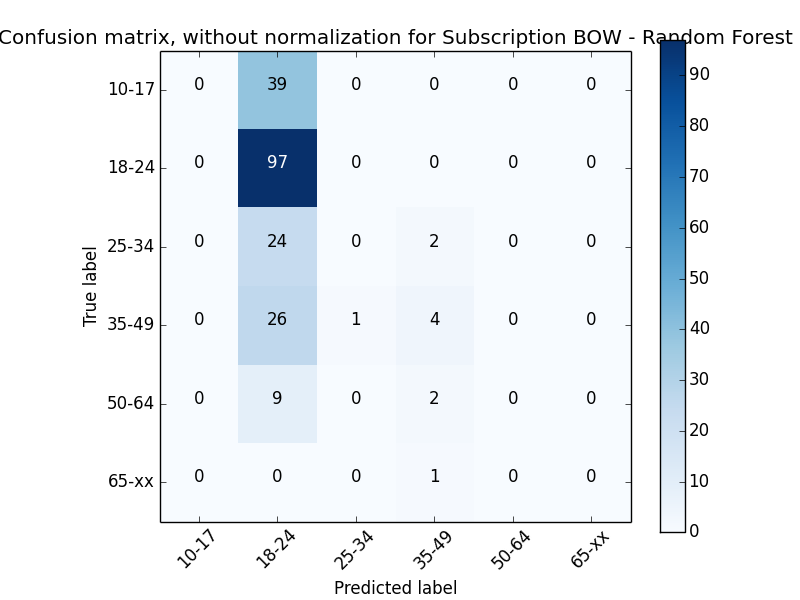 Confusion matrix, without normalization for Subscription BOW - Random Forest
10-17 0 39 0 0 0 0
18-24 0 97 0 0 0 0
25-34 0 24 0 2 0 0
35-49 0 26 1 4 0 0
50-64 0 9 0 2 0 0
65-xx 0 0 0 1 0 0
True label
10-17 18-24 25-34 35-49 50-64 65-xx
Predicted label
90
80
70
60
50
40
30
20
10
0